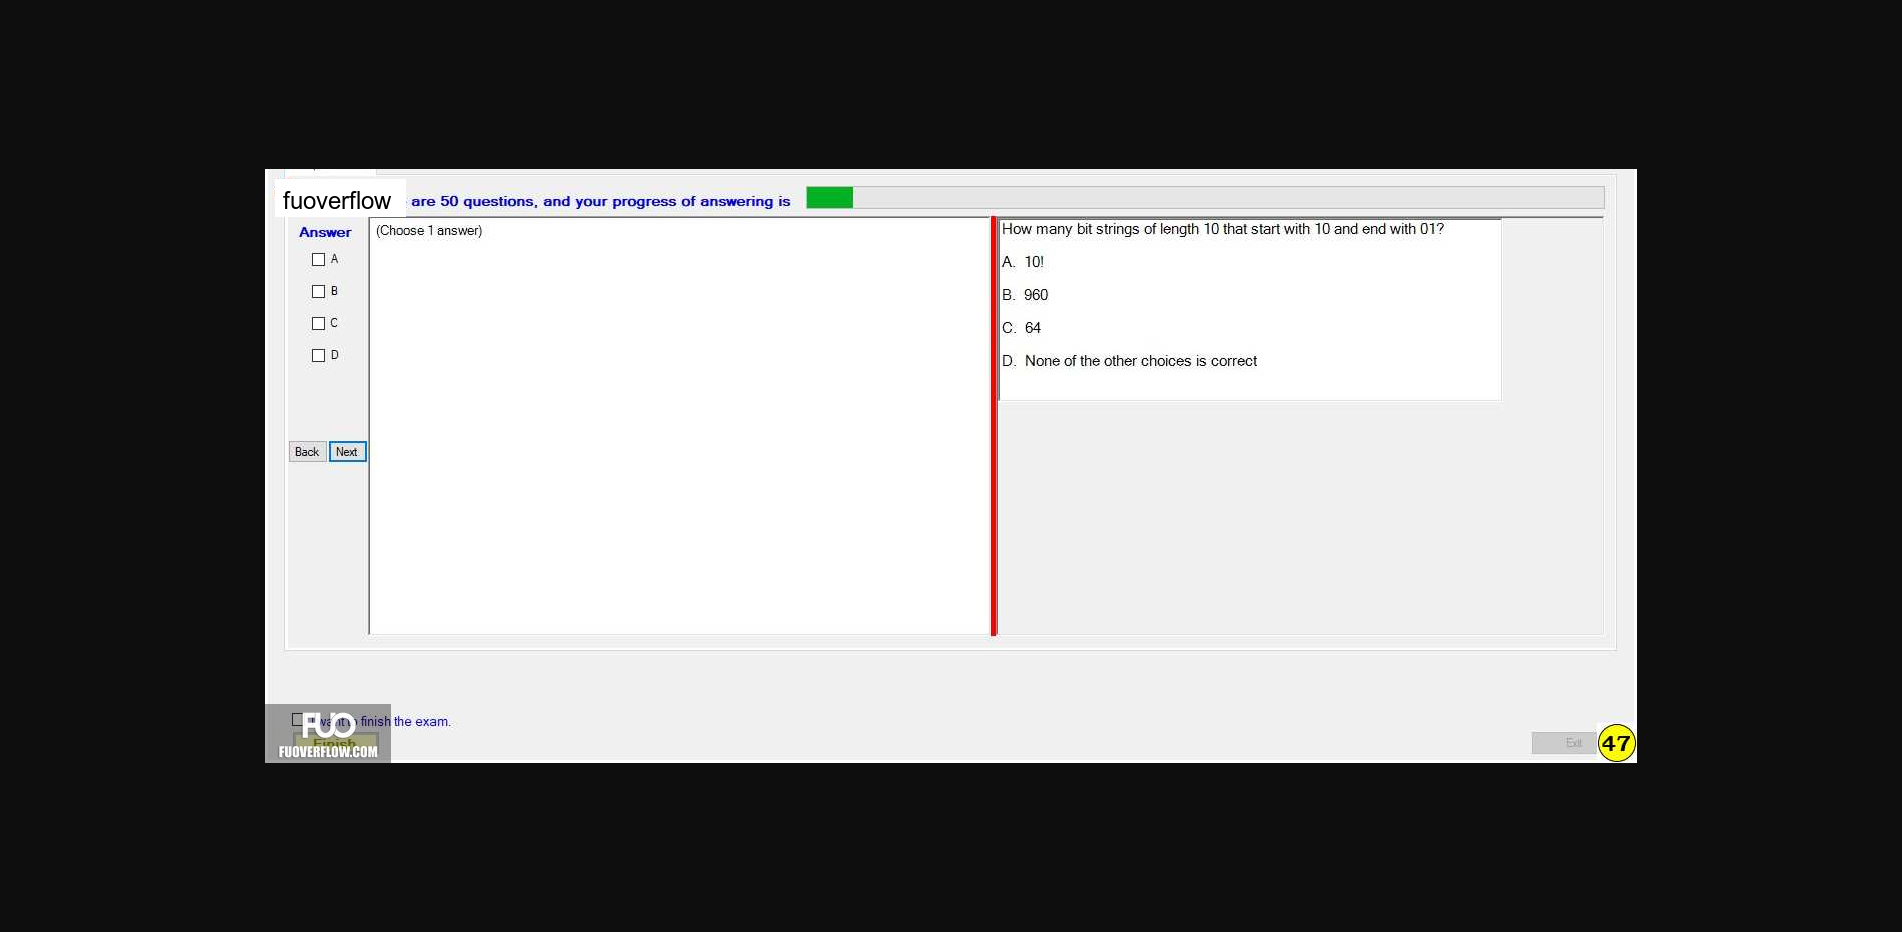 fuoverflow are 50 questions, and your progress of answering is
Answer
(Choose 1 answer)
A
B
C
D
Back Next
How many bit strings of length 10 that start with 10 and end with 01?
A. 10!
B. 960
C. 64
D. None of the other choices is correct
I want to finish the exam.
FUO
Finish
FUOVERFLOW.COM
Exit
47